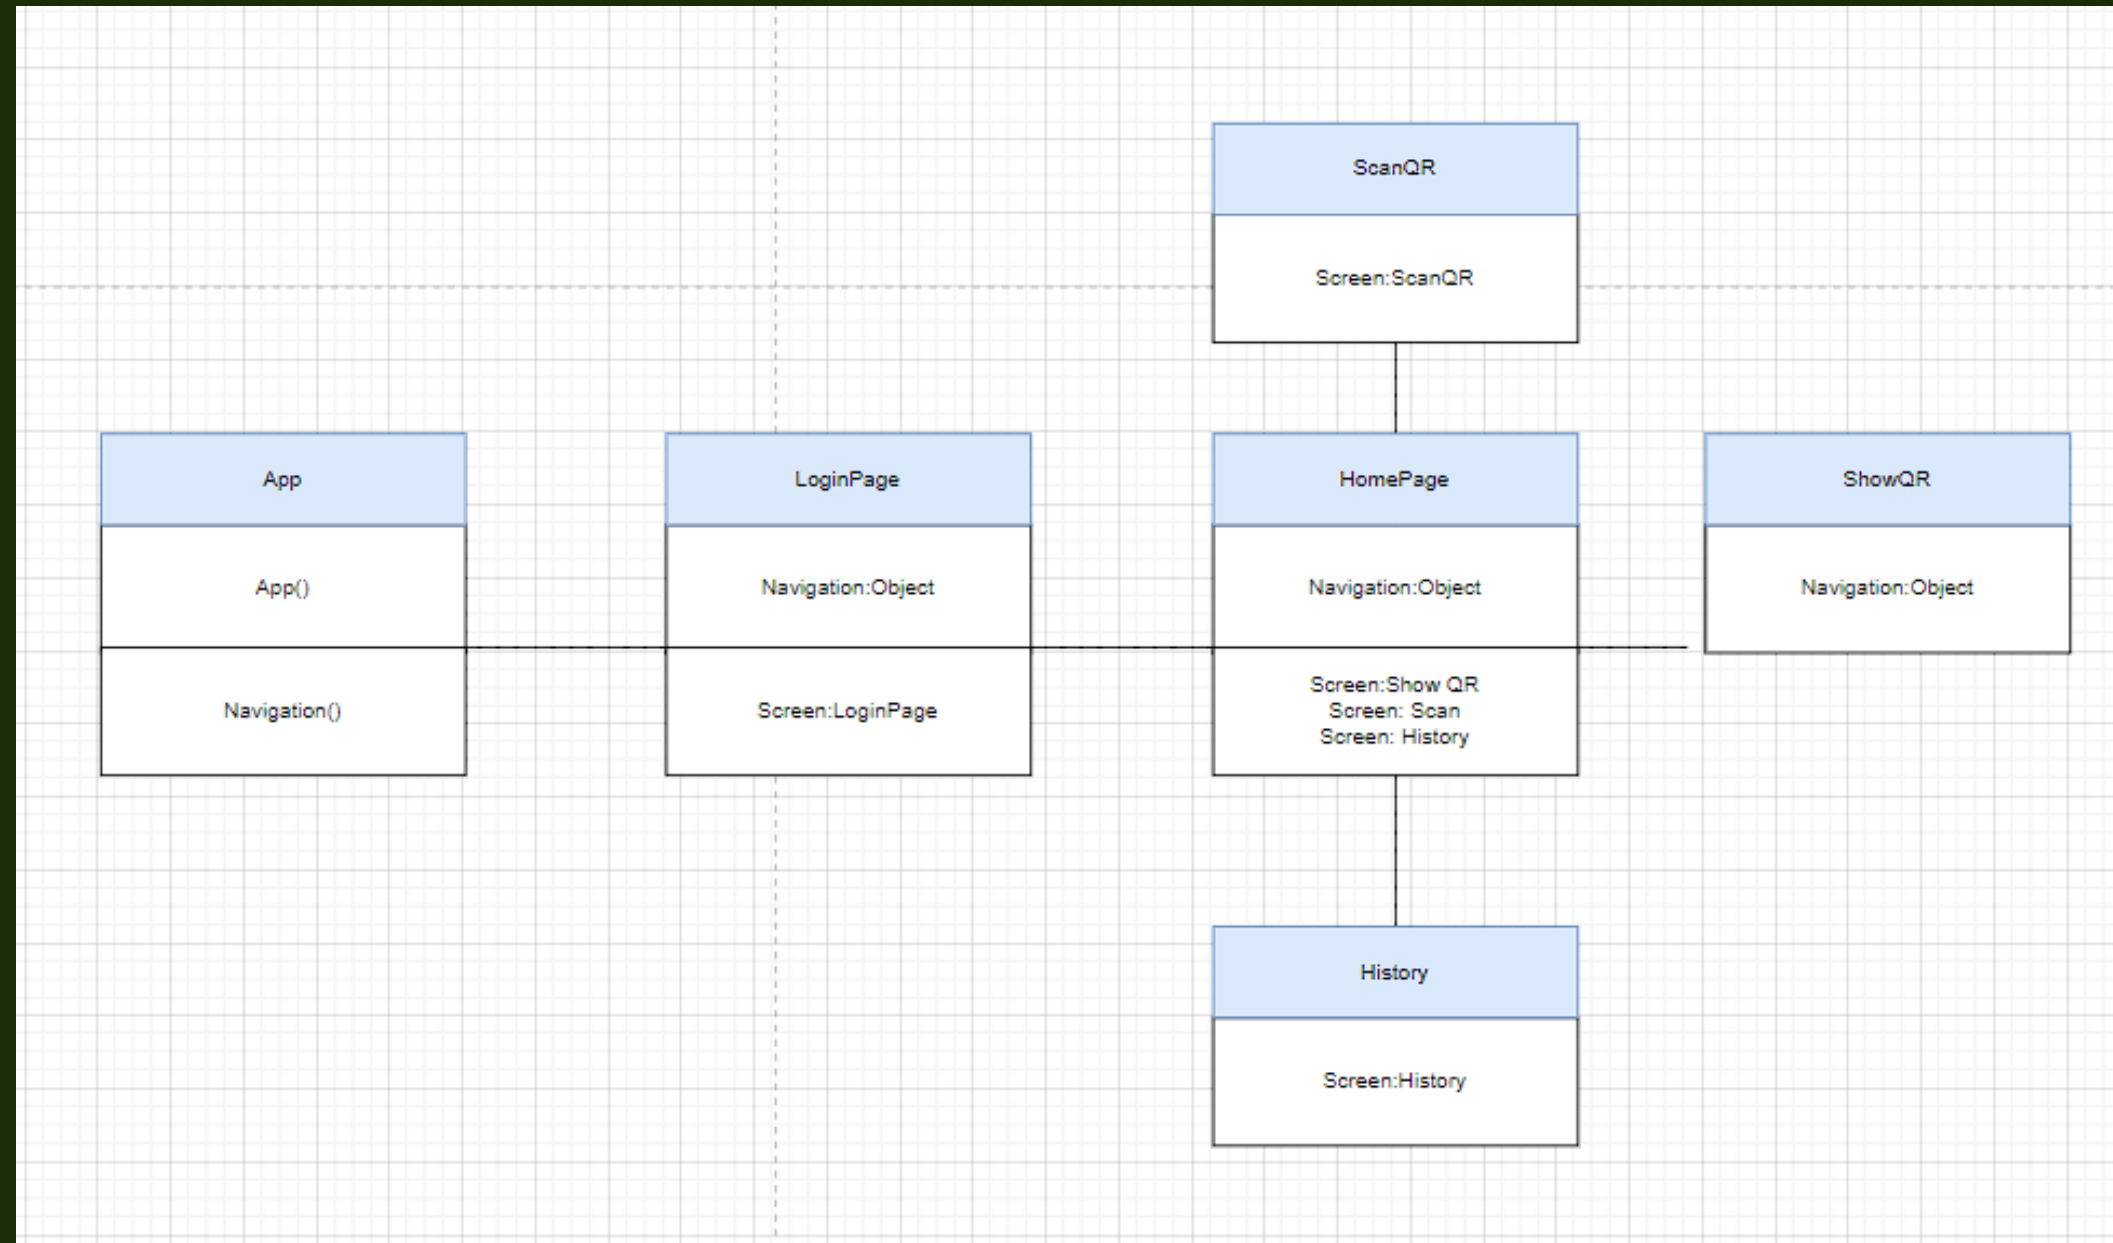 ScanQR
Screen:ScanQR
App
App()
Navigation()
LoginPage
Navigation:Object
Screen:LoginPage
HomePage
Navigation:Object
Screen:Show QR
Screen: Scan
Screen: History
ShowQR
Navigation:Object
History
Screen:History